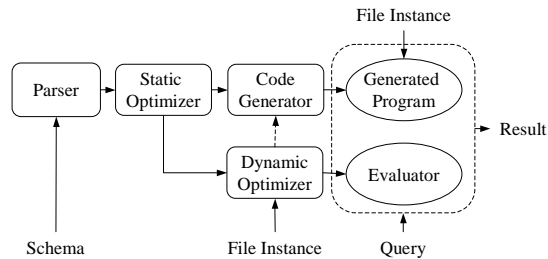 File Instance
Parser
Static
Optimizer
Code
Generator
Generated
Program
Result
Dynamic
Optimizer
Evaluator
Schema
File Instance
Query